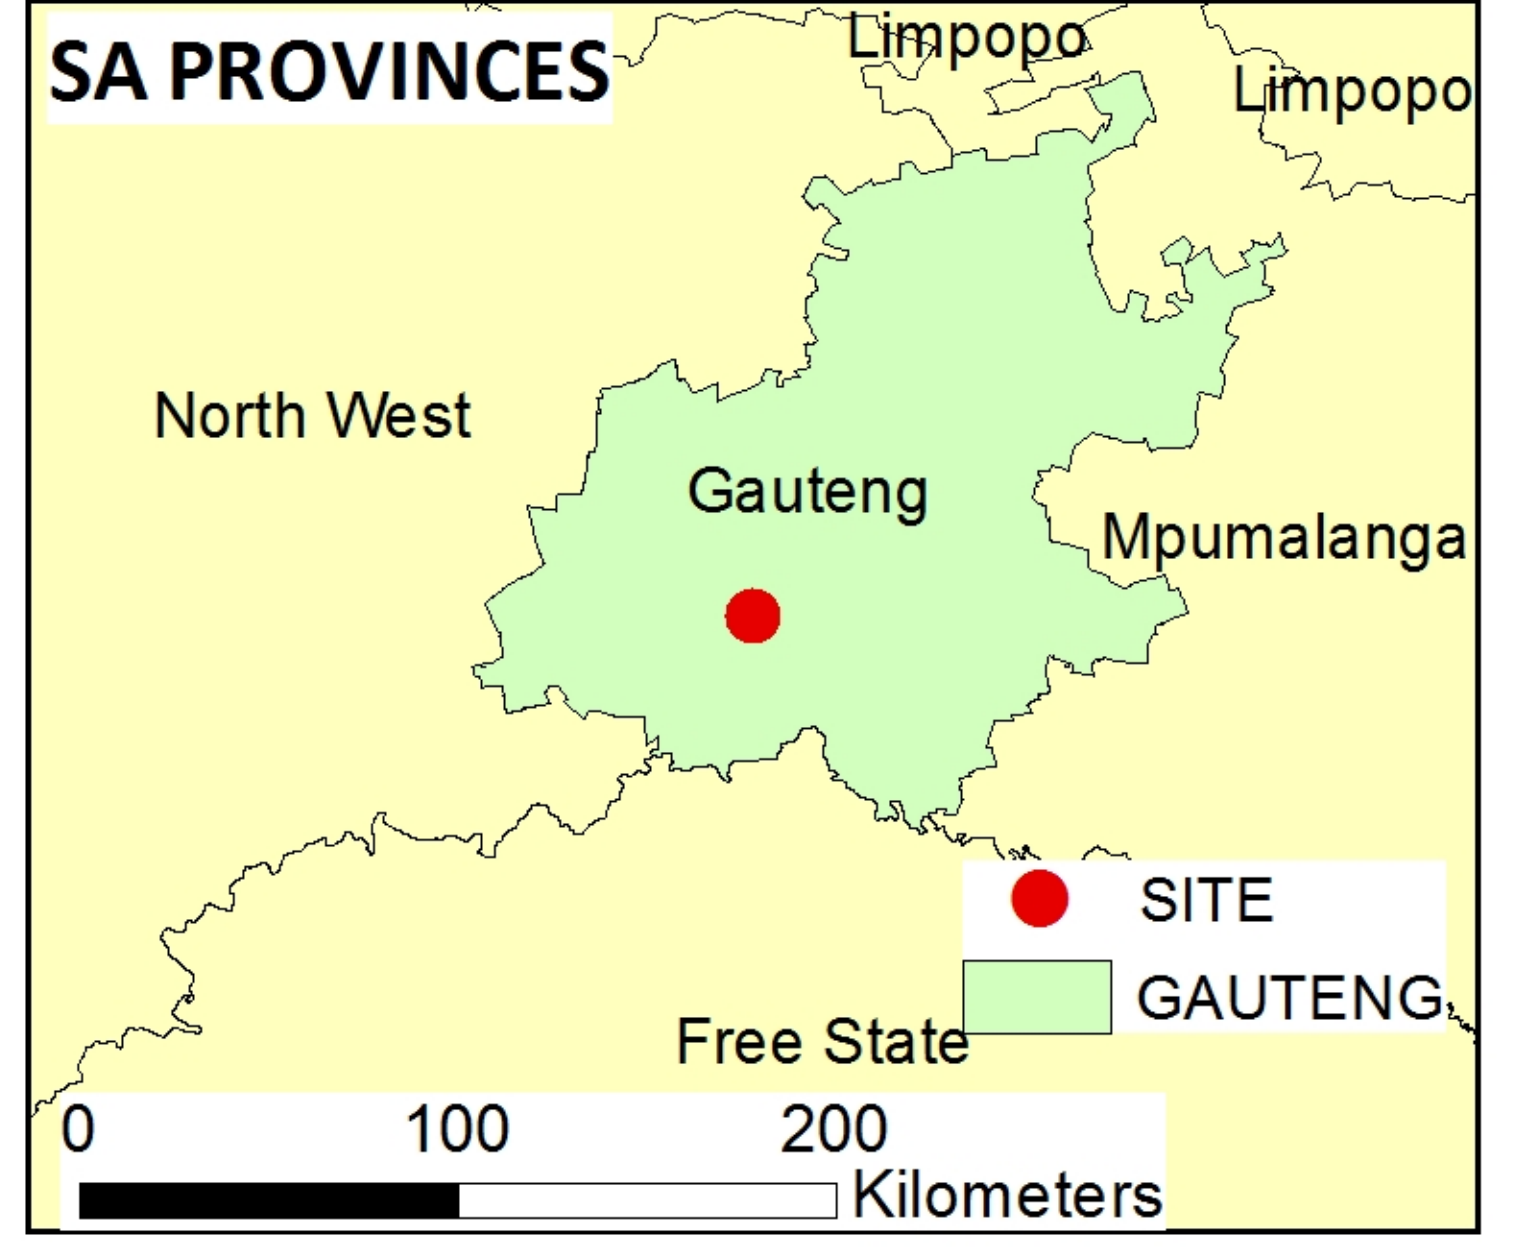 SA PROVINCES
Limpopo
Limpopo
North West
Gauteng
Mpumalanga
SITE
GAUTENG
Free State
0 100 200
Kilometers